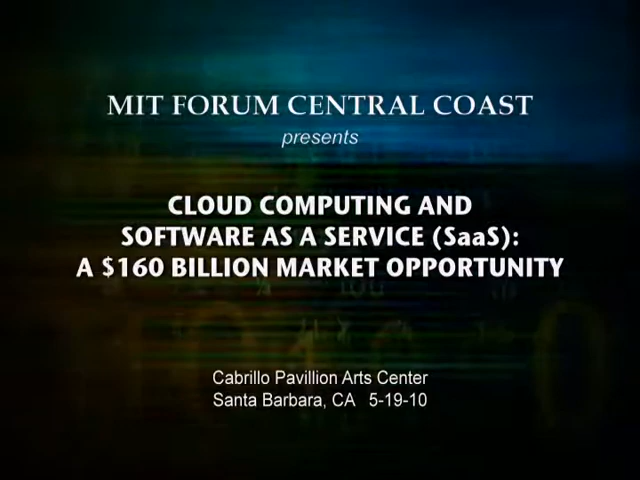 MIT FORUM CENTRAL COAST
presents
CLOUD COMPUTING AND
SOFTWARE AS A SERVICE (SaaS):
A $160 BILLION MARKET OPPORTUNITY
Cabrillo Pavillion Arts Center
Santa Barbara, CA 5-19-10